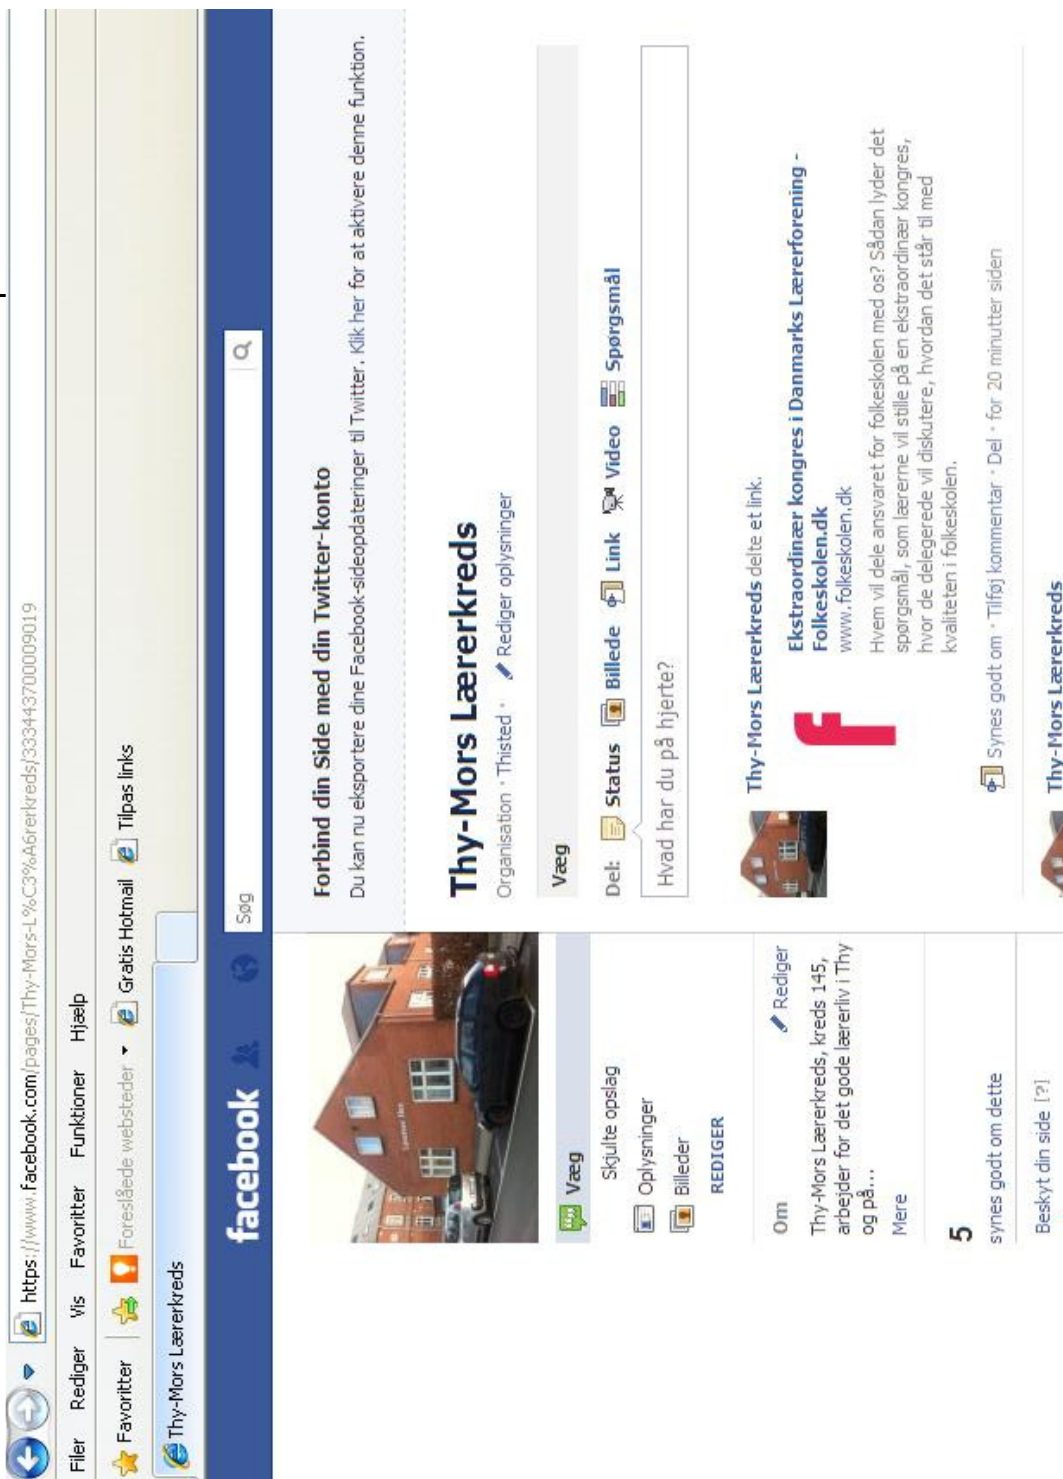 https://www.facebook.com/pages/Thy-Mors-L%C3%A6rerkreds/333443700009019
Filer Rediger Vis Favoritter Funktioner Hjælp
Favoritter Foreslåede websteder Gratis Hotmail Tilpas links
Thy-Mors Lærerkreds
facebook
Søg
Væg
Skjulte opslag
Oplysninger
Billeder
REDIGER
Om
Rediger
Thy-Mors Lærerkreds, kreds 145,
arbejder for det gode lærerliv i Thy
og på...
Mere
5
synes godt om dette
Beskyt din side [?]
Forbind din Side med din Twitter-konto
Du kan nu eksportere dine Facebook-sideopdateringer til Twitter. Klik her for at aktivere denne funktion.
Thy-Mors Lærerkreds
Organisation · Thisted · Rediger oplysninger
Væg
Del: Status Billede Link Video Spørgsmål
Hvad har du på hjerte?
Thy-Mors Lærerkreds delte et link.
f
Ekstraordinær kongres i Danmarks Lærerforening -
Folkeskolen.dk
www.folkeskolen.dk
Hvem vil dele ansvaret for folkeskolen med os? Sådan lyder det
spørgsmål, som lærerne vil stille på en ekstraordinær kongres,
hvor de delegerede vil diskutere, hvordan det står til med
kvaliteten i folkeskolen.
Synes godt om · Tilføj kommentar · Del · for 20 minutter siden
Thy-Mors Lærerkreds